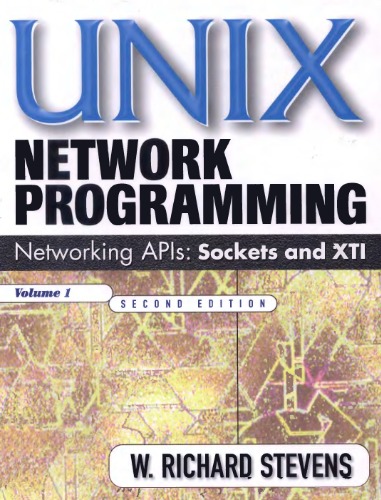 UNIX
NETWORK
PROGRAMMING
Networking APIs: Sockets and XTI
Volume 1
SECOND EDITION
W. RICHARD STEVENS